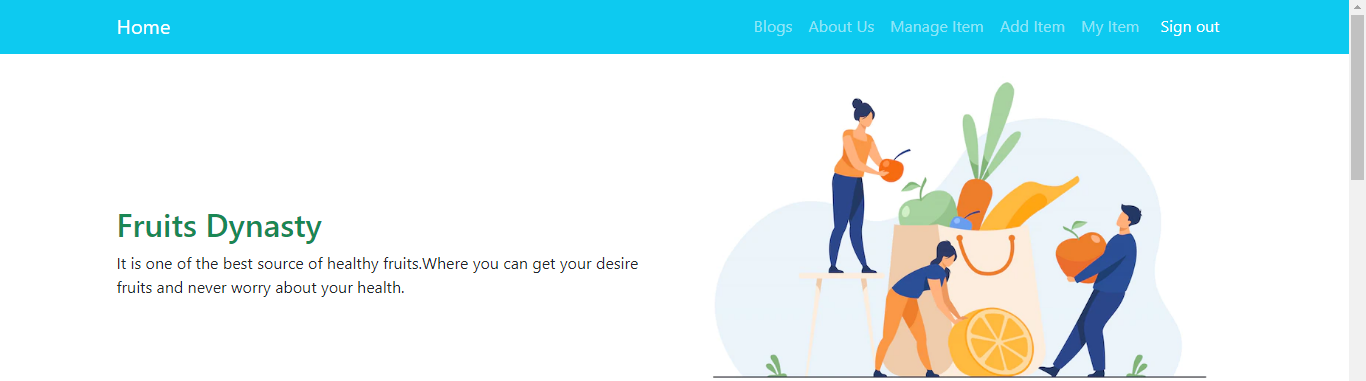 Home Blogs About Us Manage Item Add Item My Item Sign out
Fruits Dynasty
It is one of the best source of healthy fruits.Where you can get your desire
fruits and never worry about your health.